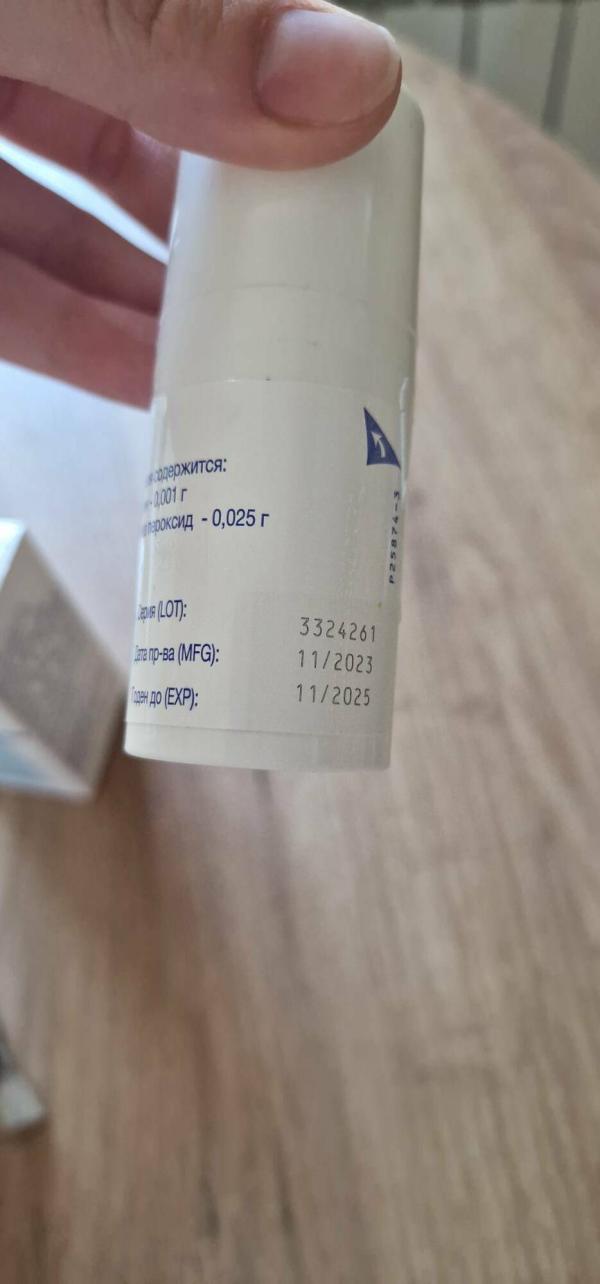 содержится:
- 0,001 г
пероксид - 0,025 г
P25874-3
Серия (LOT): 3324261
Дата пр-ва (MFG): 11/2023
Годен до (EXP): 11/2025